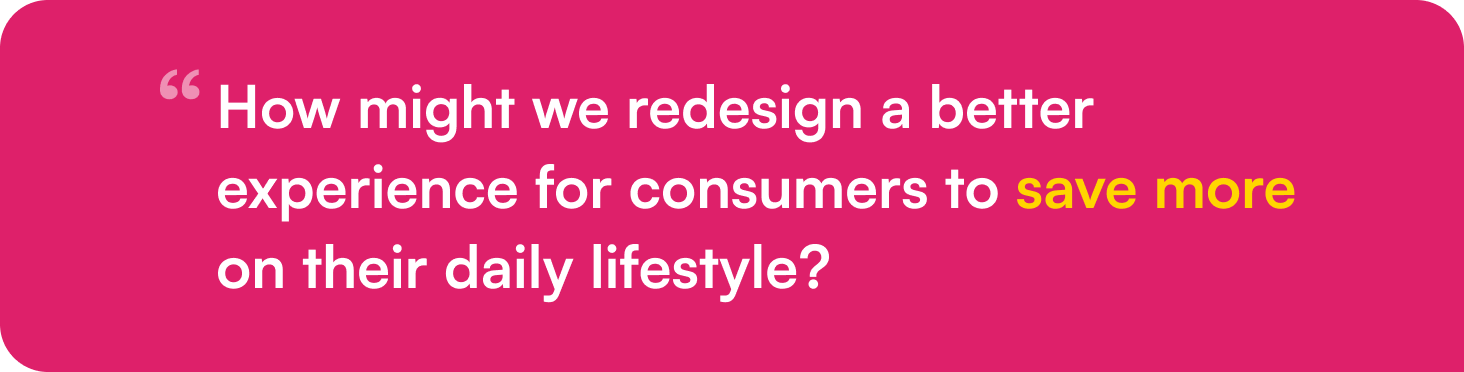 “ How might we redesign a better
experience for consumers to save more
on their daily lifestyle?